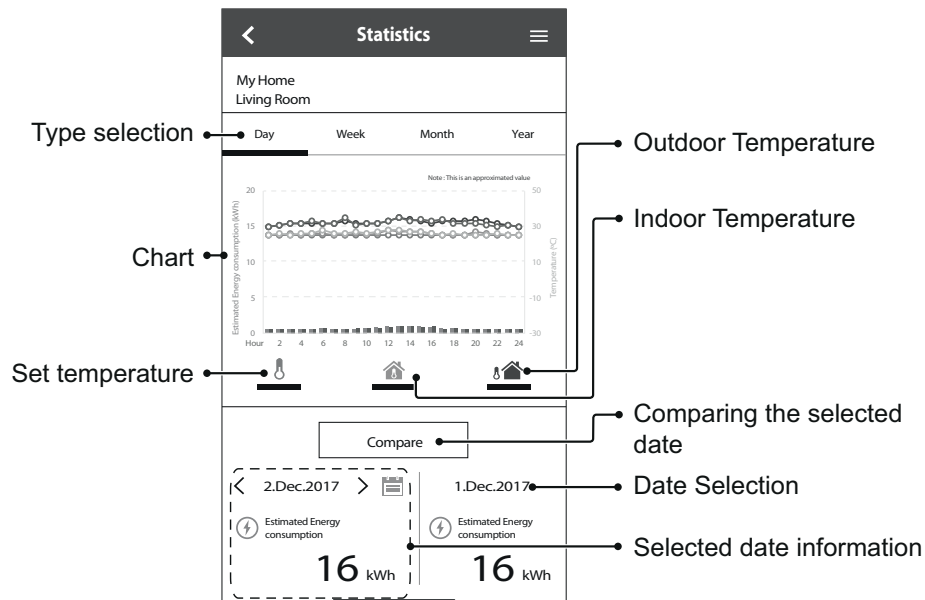 Statistics
My Home
Living Room
Type selection
Day Week Month Year
Outdoor Temperature
Note : This is an approximated value
Indoor Temperature
Chart
Estimated Energy consumption (kWh)
20
15
10
5
0
50
30
10
-10
-30
Temperature (ºC)
Hour 2 4 6 8 10 12 14 16 18 20 22 24
Set temperature
Comparing the selected
date
Compare
2.Dec.2017
1.Dec.2017
Date Selection
Estimated Energy
consumption
16 kWh
Estimated Energy
consumption
16 kWh
Selected date information